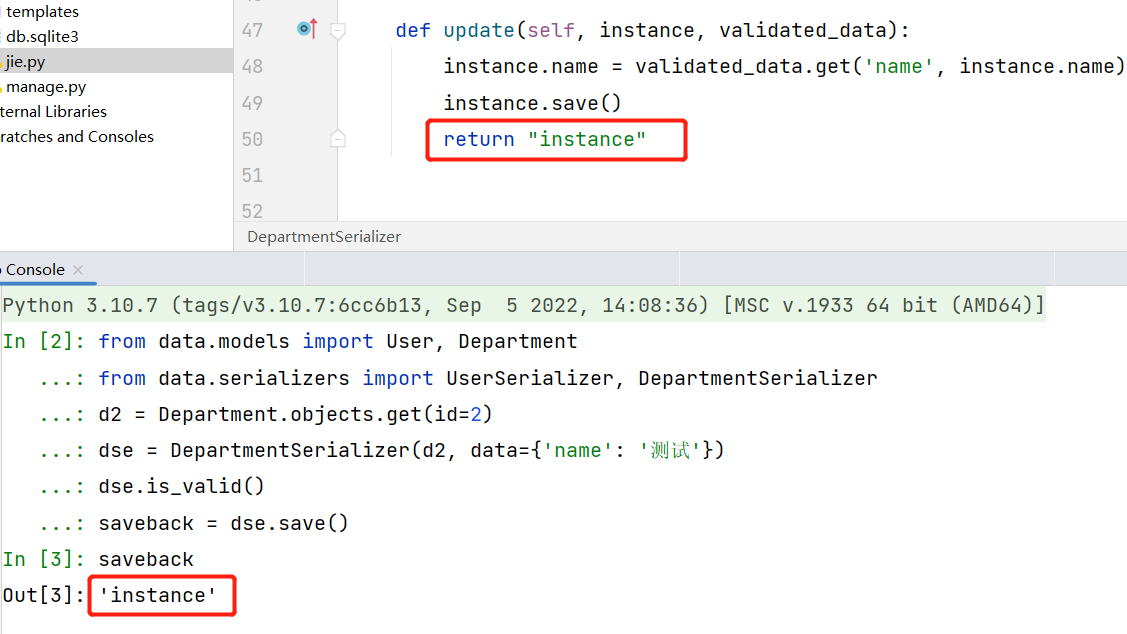 templates
db.sqlite3
jie.py
manage.py
ternal Libraries
ratches and Consoles
47 def update(self, instance, validated_data):
48 instance.name = validated_data.get('name', instance.name)
49 instance.save()
50 return "instance"
51
52
DepartmentSerializer
Console
Python 3.10.7 (tags/v3.10.7:6cc6b13, Sep  5 2022, 14:08:36) [MSC v.1933 64 bit (AMD64)]
In [2]: from data.models import User, Department
...: from data.serializers import UserSerializer, DepartmentSerializer
...: d2 = Department.objects.get(id=2)
...: dse = DepartmentSerializer(d2, data={'name': '测试'})
...: dse.is_valid()
...: saveback = dse.save()
In [3]: saveback
Out[3]: 'instance'